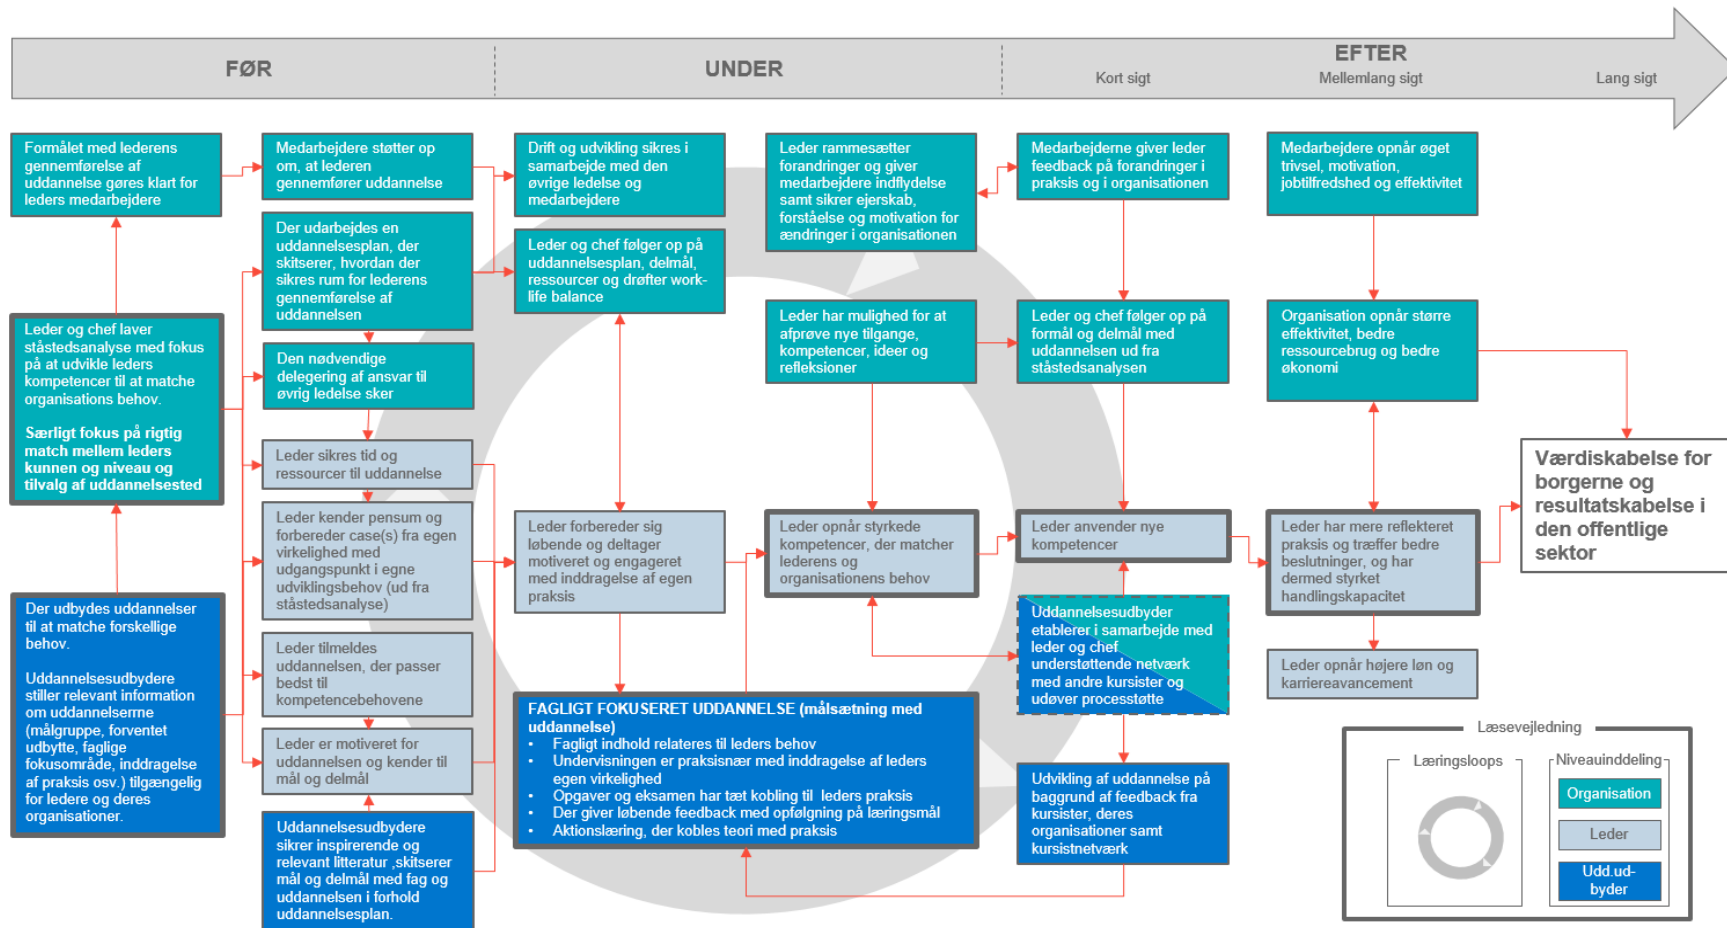 FØR
UNDER
EFTER
Kort sigt
Mellemlang sigt
Lang sigt
Formålet med lederens
gennemførelse af
uddannelse gøres klart for
leders medarbejdere
Leder og chef laver
ståstedsanalyse med fokus
på at udvikle leders
kompetencer til at matche
organisations behov.
Særligt fokus på rigtig
match mellem leders
kunnen og niveau og
tilvalg af uddannelsested
Der udbydes uddannelser
til at matche forskellige
behov.
Uddannelsesudbydere
stiller relevant information
om uddannelserrne
(målgruppe, forventet
udbytte, faglige
fokusområde, inddragelse
af praksis osv.) tilgængelig
for ledere og deres
organisationer.
Medarbejdere støtter op
om, at lederen
gennemfører uddannelse
Der udarbejdes en
uddannelsesplan, der
skitserer, hvordan der
sikres rum for lederens
gennemførelse af
uddannelsen
Den nødvendige
delegering af ansvar til
øvrig ledelse sker
Leder sikres tid og
ressourcer til uddannelse
Leder kender pensum og
forbereder case(s) fra egen
virkelighed med
udgangspunkt i egne
udviklingsbehov (ud fra
ståstedsanalyse)
Leder tilmeldes
uddannelsen, der passer
bedst til
kompetencebehovene
Leder er motiveret for
uddannelsen og kender til
mål og delmål
Uddannelsesudbydere
sikrer inspirerende og
relevant litteratur ,skitserer
mål og delmål med fag og
uddannelsen i forhold
uddannelsesplan.
Drift og udvikling sikres i
samarbejde med den
øvrige ledelse og
medarbejdere
Leder og chef følger op på
uddannelsesplan, delmål,
ressourcer og drøfter work-
life balance
Leder forbereder sig
løbende og deltager
motiveret og engageret
med inddragelse af egen
praksis
FAGLIGT FOKUSERET UDDANNELSE (målsætning med
uddannelse)
• Fagligt indhold relateres til leders behov
• Undervisningen er praksisnær med inddragelse af leders
egen virkelighed
• Opgaver og eksamen har tæt kobling til leders praksis
• Der giver løbende feedback med opfølgning på læringsmål
• Aktionslæring, der kobles teori med praksis
Leder rammesætter
forandringer og giver
medarbejdere indflydelse
samt sikrer ejerskab,
forståelse og motivation for
ændringer i organisationen
Leder har mulighed for at
afprøve nye tilgange,
kompetencer, ideer og
refleksioner
Leder opnår styrkede
kompetencer, der matcher
lederens og
organisationens behov
Medarbejderne giver leder
feedback på forandringer i
praksis og i organisationen
Leder og chef følger op på
formål og delmål med
uddannelsen ud fra
ståstedsanalysen
Leder anvender nye
kompetencer
Uddannelsesudbyder
etablerer i samarbejde med
leder og chef
understøttende netværk
med andre kursister og
udøver processtøtte
Udvikling af uddannelse på
baggrund af feedback fra
kursister, deres
organisationer samt
kursistnetværk
Medarbejdere opnår øget
trivsel, motivation,
jobtilfredshed og effektivitet
Organisation opnår større
effektivitet, bedre
ressourcebrug og bedre
økonomi
Leder har mere reflekteret
praksis og træffer bedre
beslutninger, og har
dermed styrket
handlingskapacitet
Leder opnår højere løn og
karriereavancement
Værdiskabelse for
borgerne og
resultatskabelse i
den offentlige
sektor
Læsevejledning
Læringsloops
Niveauinddeling
Organisation
Leder
Udd.ud-
byder